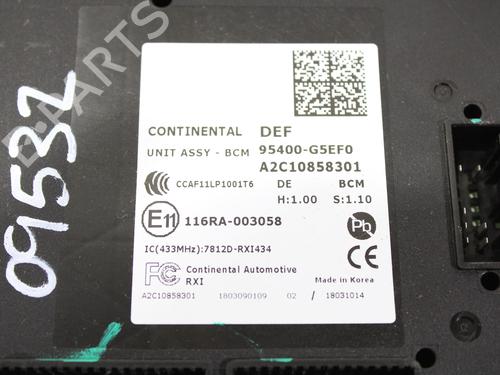 B-PARTS
09532
CONTINENTAL DEF
UNIT ASSY - BCM 95400-G5EF0
A2C10858301
CCAF11LP1001T6 DE BCM
H:1.00 S:1.10
E11 116RA-003058 Pb
IC(433MHz):7812D-RXI434
FC Continental Automotive
RXI Made in Korea
A2C10858301 1803090109 02 / 18031014